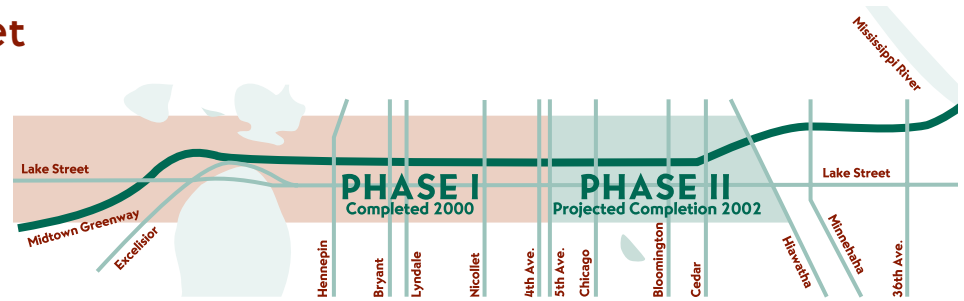 et
Mississippi River
Lake Street
Lake Street
PHASE I
Completed 2000
PHASE II
Projected Completion 2002
Midtown Greenway
Excelsior
Hennepin
Bryant
Lyndale
Nicollet
4th Ave.
5th Ave.
Chicago
Bloomington
Cedar
Hiawatha
Minnehaha
36th Ave.